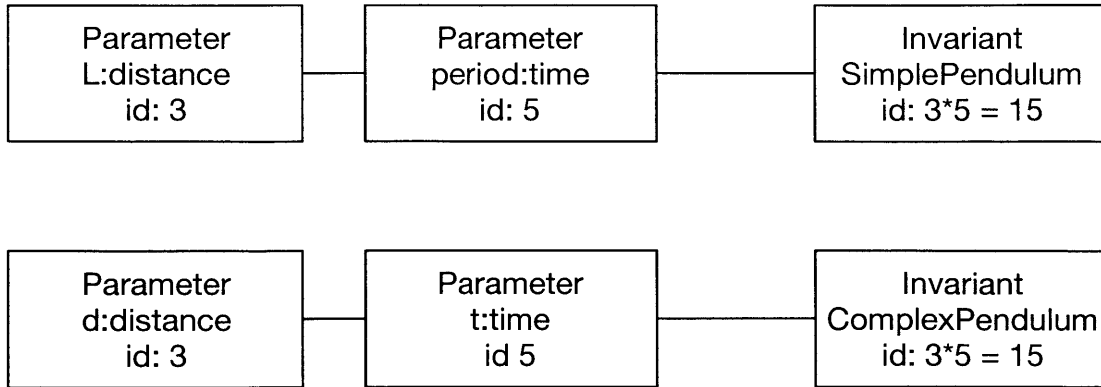 Parameter
L:distance
id: 3
Parameter
period:time
id: 5
Invariant
SimplePendulum
id: 3*5 = 15
Parameter
d:distance
id: 3
Parameter
t:time
id 5
Invariant
ComplexPendulum
id: 3*5 = 15